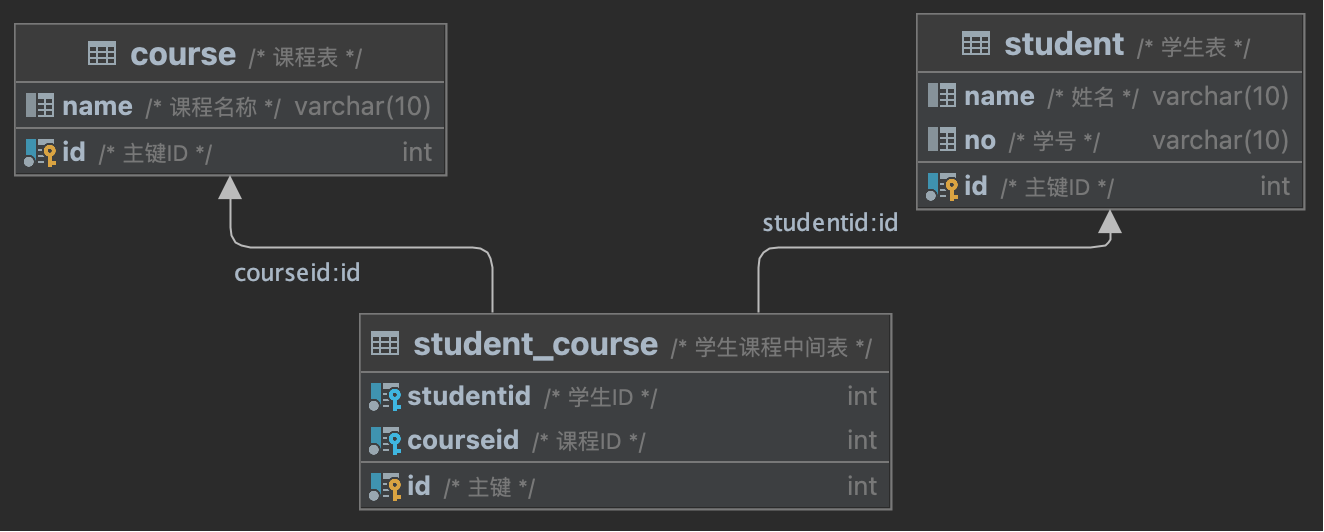 course /* 课程表 */
name /* 课程名称 */ varchar(10)
id /* 主键ID */ int
student /* 学生表 */
name /* 姓名 */ varchar(10)
no /* 学号 */ varchar(10)
id /* 主键ID */ int
courseid:id
studentid:id
student_course /* 学生课程中间表 */
studentid /* 学生ID */ int
courseid /* 课程ID */ int
id /* 主键 */ int